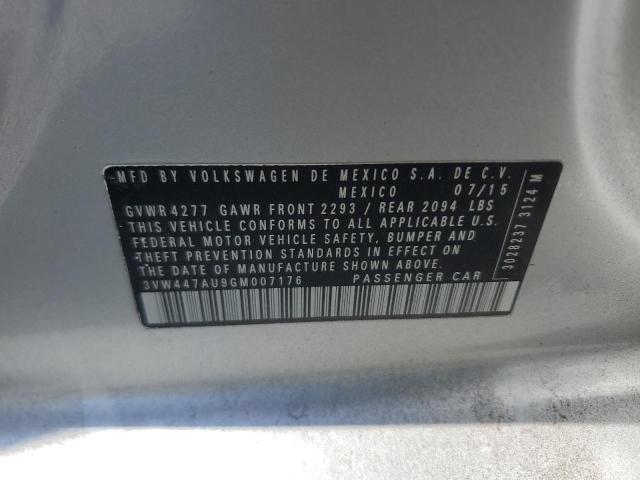 MFD BY VOLKSWAGEN DE MEXICO S.A. DE C.V.
MEXICO 07/15
GVWR 4277 GAWR FRONT 2293 / REAR 2094 LBS
THIS VEHICLE CONFORMS TO ALL APPLICABLE U.S.
FEDERAL MOTOR VEHICLE SAFETY, BUMPER AND
THEFT PREVENTION STANDARDS IN EFFECT ON
THE DATE OF MANUFACTURE SHOWN ABOVE.
3VW447AU9GM007176 PASSENGER CAR
3028237 3124 M